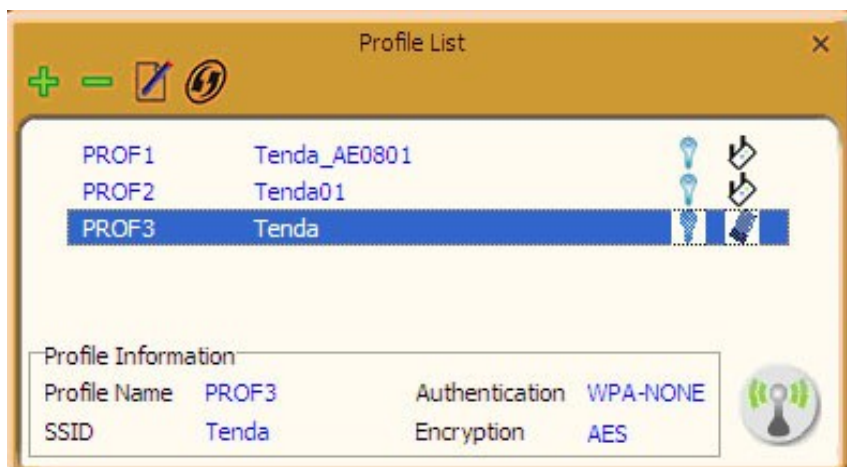 Profile List
PROF1 Tenda_AE0801
PROF2 Tenda01
PROF3 Tenda
Profile Information
Profile Name PROF3 Authentication WPA-NONE
SSID Tenda Encryption AES